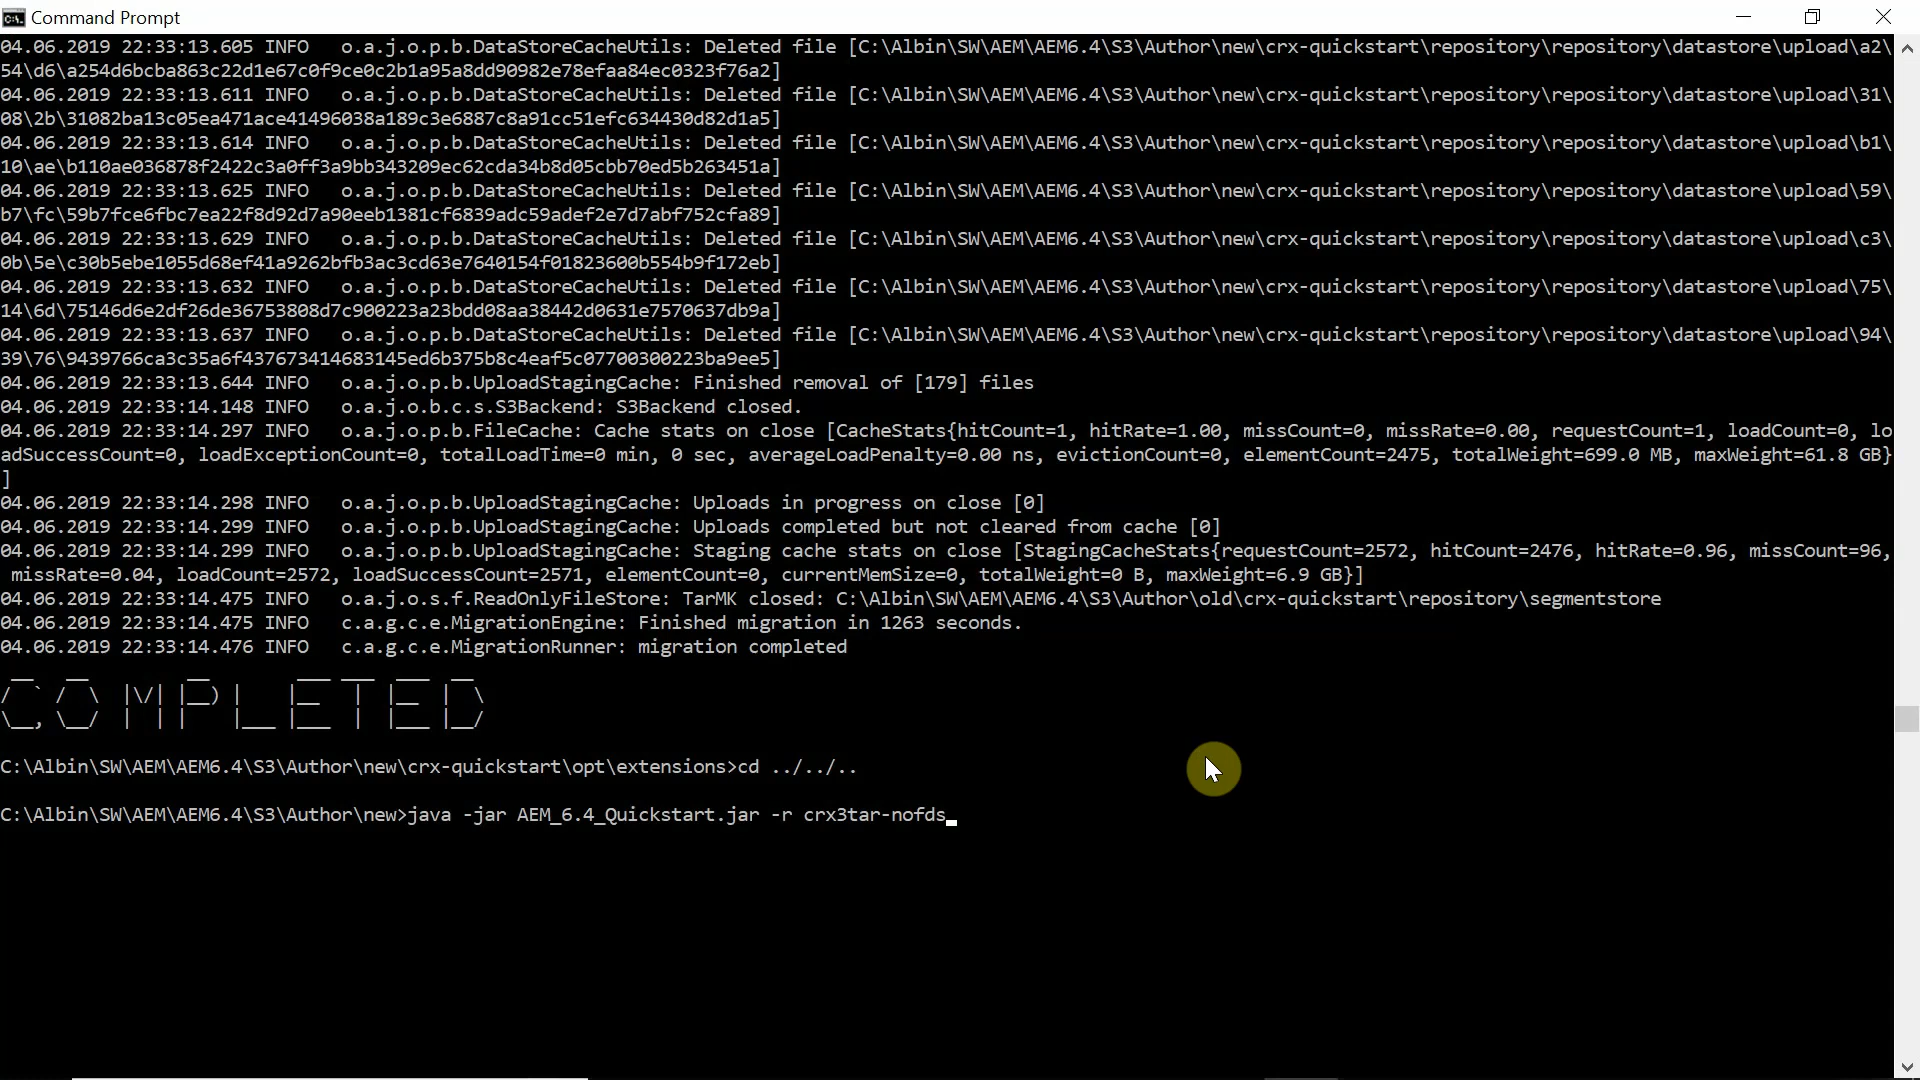 Command Prompt
04.06.2019 22:33:13.605 INFO   o.a.j.o.p.b.DataStoreCacheUtils: Deleted file [C:\Albin\SW\AEM\AEM6.4\S3\Author\new\crx-quickstart\repository\repository\datastore\upload\a2\
54\d6\a254d6bcba863c22d1e67c0f9ce0c2b1a95a8dd90982e78efaa84ec0323f76a2]
04.06.2019 22:33:13.611 INFO   o.a.j.o.p.b.DataStoreCacheUtils: Deleted file [C:\Albin\SW\AEM\AEM6.4\S3\Author\new\crx-quickstart\repository\repository\datastore\upload\31\
08\2b\31082ba13c05ea471ace41496038a189c3e6887c8a91cc51efc634430d82d1a5]
04.06.2019 22:33:13.614 INFO   o.a.j.o.p.b.DataStoreCacheUtils: Deleted file [C:\Albin\SW\AEM\AEM6.4\S3\Author\new\crx-quickstart\repository\repository\datastore\upload\b1\
10\ae\b110ae036878f2422c3a0ff3a9bb343209ec62cda34b8d05cbb70ed5b263451a]
04.06.2019 22:33:13.625 INFO   o.a.j.o.p.b.DataStoreCacheUtils: Deleted file [C:\Albin\SW\AEM\AEM6.4\S3\Author\new\crx-quickstart\repository\repository\datastore\upload\59\
b7\fc\59b7fce6fbc7ea22f8d92d7a90eeb1381cf6839adc59adef2e7d7abf752cfa89]
04.06.2019 22:33:13.629 INFO   o.a.j.o.p.b.DataStoreCacheUtils: Deleted file [C:\Albin\SW\AEM\AEM6.4\S3\Author\new\crx-quickstart\repository\repository\datastore\upload\c3\
0b\5e\c30b5ebe1055d68ef41a9262bfb3ac3cd63e7640154f01823600b554b9f172eb]
04.06.2019 22:33:13.632 INFO   o.a.j.o.p.b.DataStoreCacheUtils: Deleted file [C:\Albin\SW\AEM\AEM6.4\S3\Author\new\crx-quickstart\repository\repository\datastore\upload\75\
14\6d\75146d6e2df26de36753808d7c900223a23bdd08aa38442d0631e7570637db9a]
04.06.2019 22:33:13.637 INFO   o.a.j.o.p.b.DataStoreCacheUtils: Deleted file [C:\Albin\SW\AEM\AEM6.4\S3\Author\new\crx-quickstart\repository\repository\datastore\upload\94\
39\76\9439766ca3c35a6f437673414683145ed6b375b8c4eaf5c07700300223ba9ee5]
04.06.2019 22:33:13.644 INFO   o.a.j.o.p.b.UploadStagingCache: Finished removal of [179] files
04.06.2019 22:33:14.148 INFO   o.a.j.o.b.c.s.S3Backend: S3Backend closed.
04.06.2019 22:33:14.297 INFO   o.a.j.o.p.b.FileCache: Cache stats on close [CacheStats{hitCount=1, hitRate=1.00, missCount=0, missRate=0.00, requestCount=1, loadCount=0, lo
adSuccessCount=0, loadExceptionCount=0, totalLoadTime=0 min, 0 sec, averageLoadPenalty=0.00 ns, evictionCount=0, elementCount=2475, totalWeight=699.0 MB, maxWeight=61.8 GB}
]
04.06.2019 22:33:14.298 INFO   o.a.j.o.p.b.UploadStagingCache: Uploads in progress on close [0]
04.06.2019 22:33:14.299 INFO   o.a.j.o.p.b.UploadStagingCache: Uploads completed but not cleared from cache [0]
04.06.2019 22:33:14.299 INFO   o.a.j.o.p.b.UploadStagingCache: Staging cache stats on close [StagingCacheStats{requestCount=2572, hitCount=2476, hitRate=0.96, missCount=96,
 missRate=0.04, loadCount=2572, loadSuccessCount=2571, elementCount=0, currentMemSize=0, totalWeight=0 B, maxWeight=6.9 GB}]
04.06.2019 22:33:14.475 INFO   o.a.j.o.s.f.ReadOnlyFileStore: TarMK closed: C:\Albin\SW\AEM\AEM6.4\S3\Author\old\crx-quickstart\repository\segmentstore
04.06.2019 22:33:14.475 INFO   c.a.g.c.e.MigrationEngine: Finished migration in 1263 seconds.
04.06.2019 22:33:14.476 INFO   c.a.g.c.e.MigrationRunner: migration completed
COMPLETED
C:\Albin\SW\AEM\AEM6.4\S3\Author\new\crx-quickstart\opt\extensions>cd ../../..
C:\Albin\SW\AEM\AEM6.4\S3\Author\new>java -jar AEM_6.4_Quickstart.jar -r crx3tar-nofds